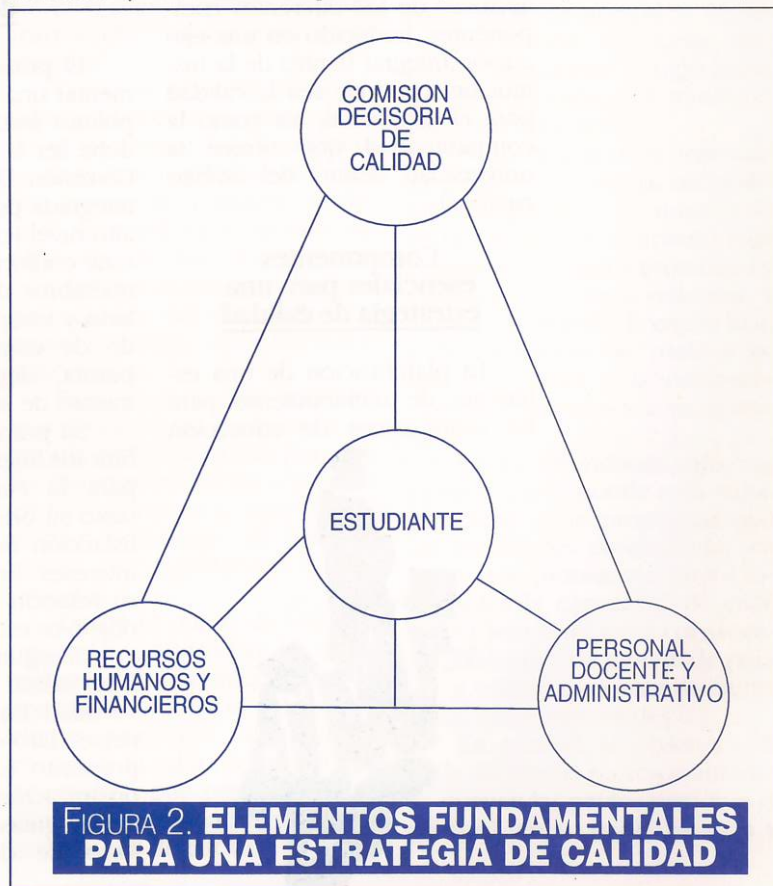 COMISION
DECISORIA
DE
CALIDAD
ESTUDIANTE
RECURSOS
HUMANOS Y
FINANCIEROS
PERSONAL
DOCENTE Y
ADMINISTRATIVO
FIGURA 2. ELEMENTOS FUNDAMENTALES
PARA UNA ESTRATEGIA DE CALIDAD